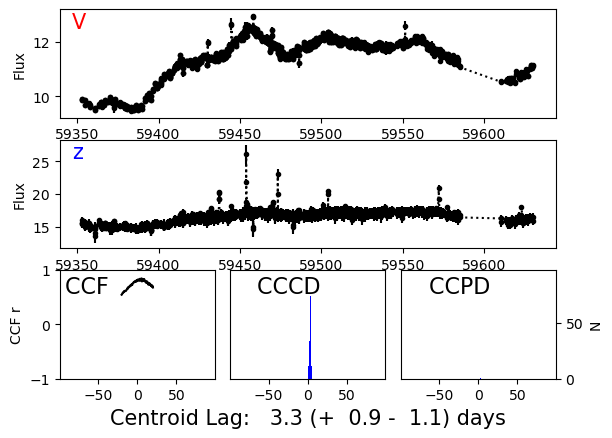 V
Flux
12
10
59350 59400 59450 59500 59550 59600
z
Flux
25
20
15
59350 59400 59450 59500 59550 59600
CCF CCCD CCPD
CCF r
1
0
−1
50
0
N
−50 0 50 −50 0 50 −50 0 50
Centroid Lag: 3.3 (+ 0.9 - 1.1) days